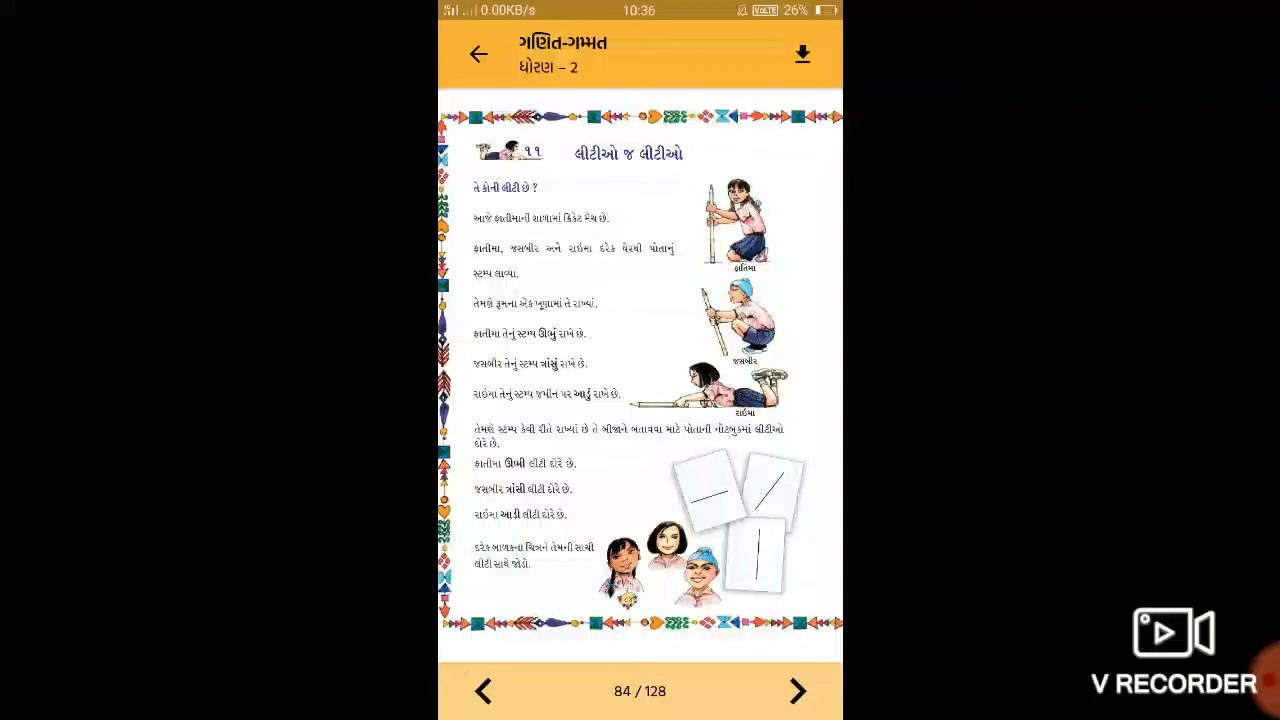 0.00KB/s 10:36 VoLTE 26%
ગણિત-ગમ્મત
ધોરણ – 2
૧૧ લીટીઓ જ લીટીઓ
તે કોની લીટી છે ?
આજે ફાતીમાની શાળામાં ક્રિકેટ મેચ છે.
ફાતીમા, જસબીર અને રાઇમા દરેક ઘેરથી પોતાનું
સ્ટમ્પ લાવ્યા.
ફાતિમા
તેમણે રૂમના એક ખૂણામાં તે રાખ્યાં.
ફાતીમા તેનું સ્ટમ્પ ઊભું રાખે છે.
જસબીર તેનું સ્ટમ્પ ત્રાંસું રાખે છે.
જસબીર
રાઇમા તેનું સ્ટમ્પ જમીન પર આડું રાખે છે.
રાઇમા
તેમણે સ્ટમ્પ કેવી રીતે રાખ્યાં છે તે બીજાને બતાવવા માટે પોતાની નોટબુકમાં લીટીઓ
દોરે છે.
ફાતીમા ઊભી લીટી દોરે છે.
જસબીર ત્રાંસી લીટી દોરે છે.
રાઇમા આડી લીટી દોરે છે.
દરેક બાળકના ચિત્રને તેમની સાચી
લીટી સાથે જોડો.
84 / 128
V RECORDER